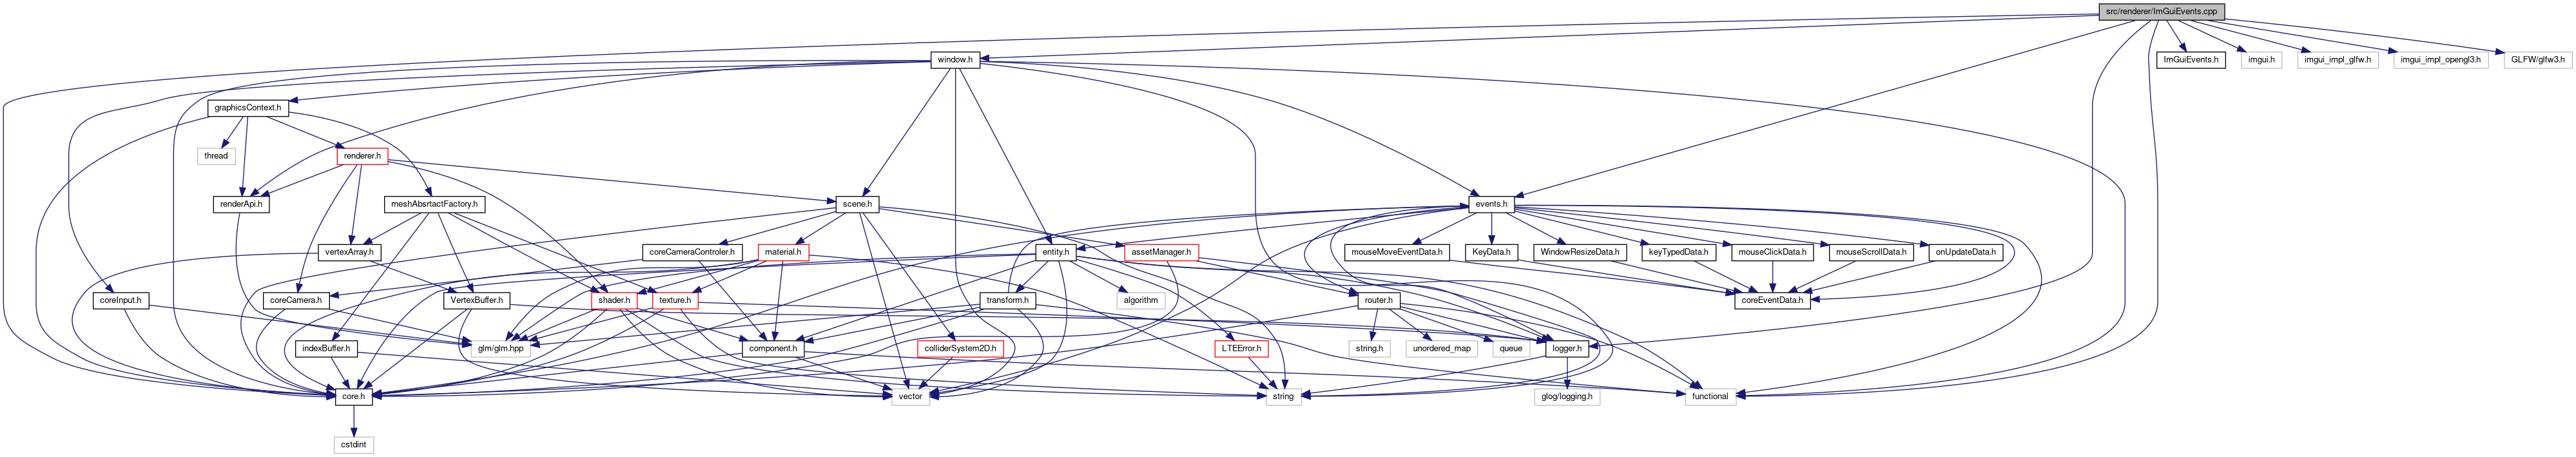 src/renderer/ImGuiEvents.cpp
window.h
ImGuiEvents.h
imgui.h
imgui_impl_glfw.h
imgui_impl_opengl3.h
GLFW/glfw3.h
graphicsContext.h
thread
renderer.h
renderApi.h
meshAbsrtactFactory.h
scene.h
events.h
vertexArray.h
coreCameraControler.h
material.h
entity.h
assetManager.h
mouseMoveEventData.h
KeyData.h
WindowResizeData.h
keyTypedData.h
mouseClickData.h
mouseScrollData.h
onUpdateData.h
coreInput.h
coreCamera.h
VertexBuffer.h
shader.h
texture.h
transform.h
algorithm
router.h
coreEventData.h
indexBuffer.h
glm/glm.hpp
component.h
colliderSystem2D.h
LTEError.h
string.h
unordered_map
queue
logger.h
core.h
vector
string
glog/logging.h
functional
cstdint